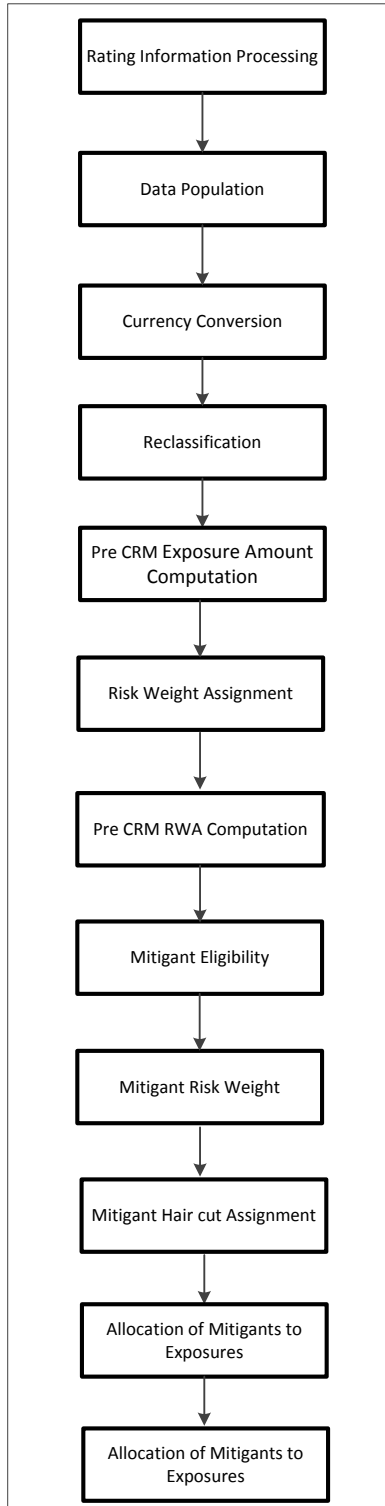 Rating Information Processing
Data Population
Currency Conversion
Reclassification
Pre CRM Exposure Amount
Computation
Risk Weight Assignment
Pre CRM RWA Computation
Mitigant Eligibility
Mitigant Risk Weight
Mitigant Hair cut Assignment
Allocation of Mitigants to
Exposures
Allocation of Mitigants to
Exposures